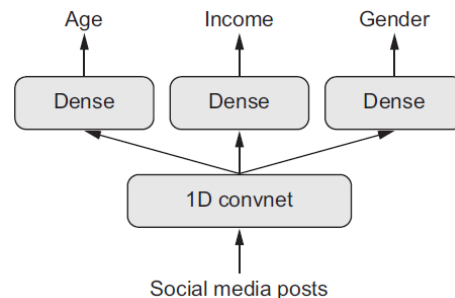 Age Income Gender
Dense Dense Dense
1D convnet
Social media posts